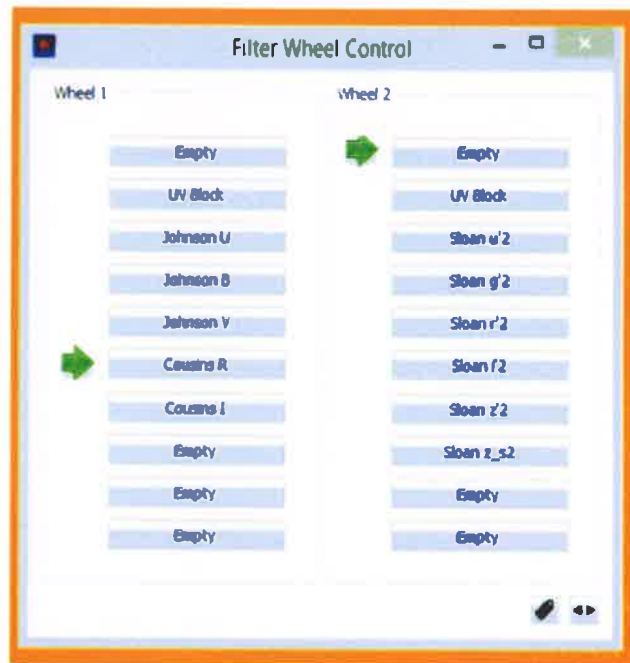 Filter Wheel Control
Wheel 1
Empty
UV Block
Johnson U
Johnson B
Johnson V
Cousins R
Cousins I
Empty
Empty
Empty
Wheel 2
Empty
UV Block
Sloan u'2
Sloan g'2
Sloan r'2
Sloan i'2
Sloan z'2
Sloan z_s2
Empty
Empty